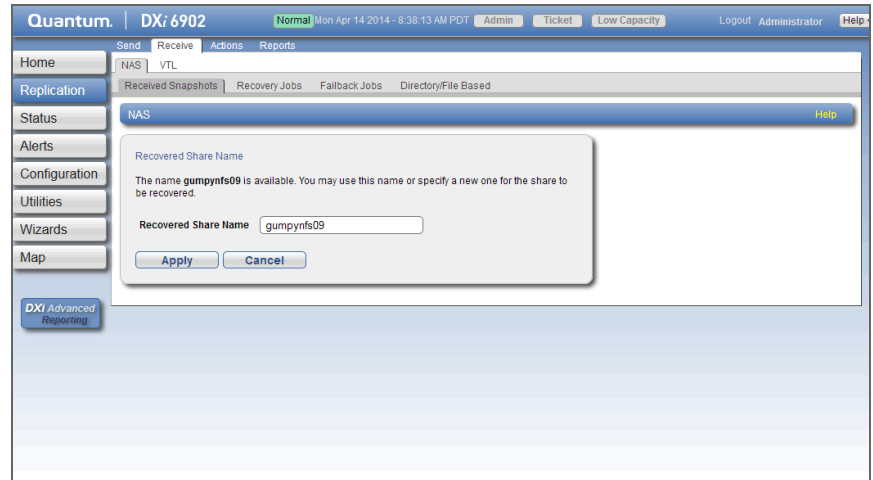 Quantum. DXi 6902 Normal Mon Apr 14 2014 - 8:38:13 AM PDT Admin Ticket Low Capacity Logout Administrator Help
Send Receive Actions Reports
Home
NAS VTL
Replication
Received Snapshots Recovery Jobs Failback Jobs Directory/File Based
Status
NAS Help
Alerts
Configuration
Utilities
Wizards
Map
Recovered Share Name
The name gumpynfs09 is available. You may use this name or specify a new one for the share to
be recovered.
Recovered Share Name gumpynfs09
Apply Cancel
DXi Advanced
Reporting